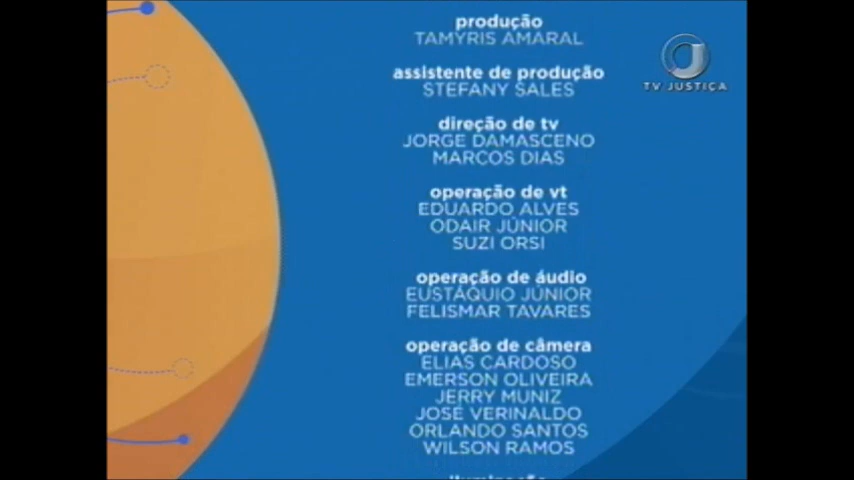 produção
TAMYRIS AMARAL
assistente de produção
STEFANY SALES
direção de tv
JORGE DAMASCENO
MARCOS DIAS
operação de vt
EDUARDO ALVES
ODAIR JÚNIOR
SUZI ORSI
operação de áudio
EUSTÁQUIO JÚNIOR
FELISMAR TAVARES
operação de câmera
ELIAS CARDOSO
EMERSON OLIVEIRA
JERRY MUNIZ
JOSÉ VERINALDO
ORLANDO SANTOS
WILSON RAMOS
TV JUSTIÇA